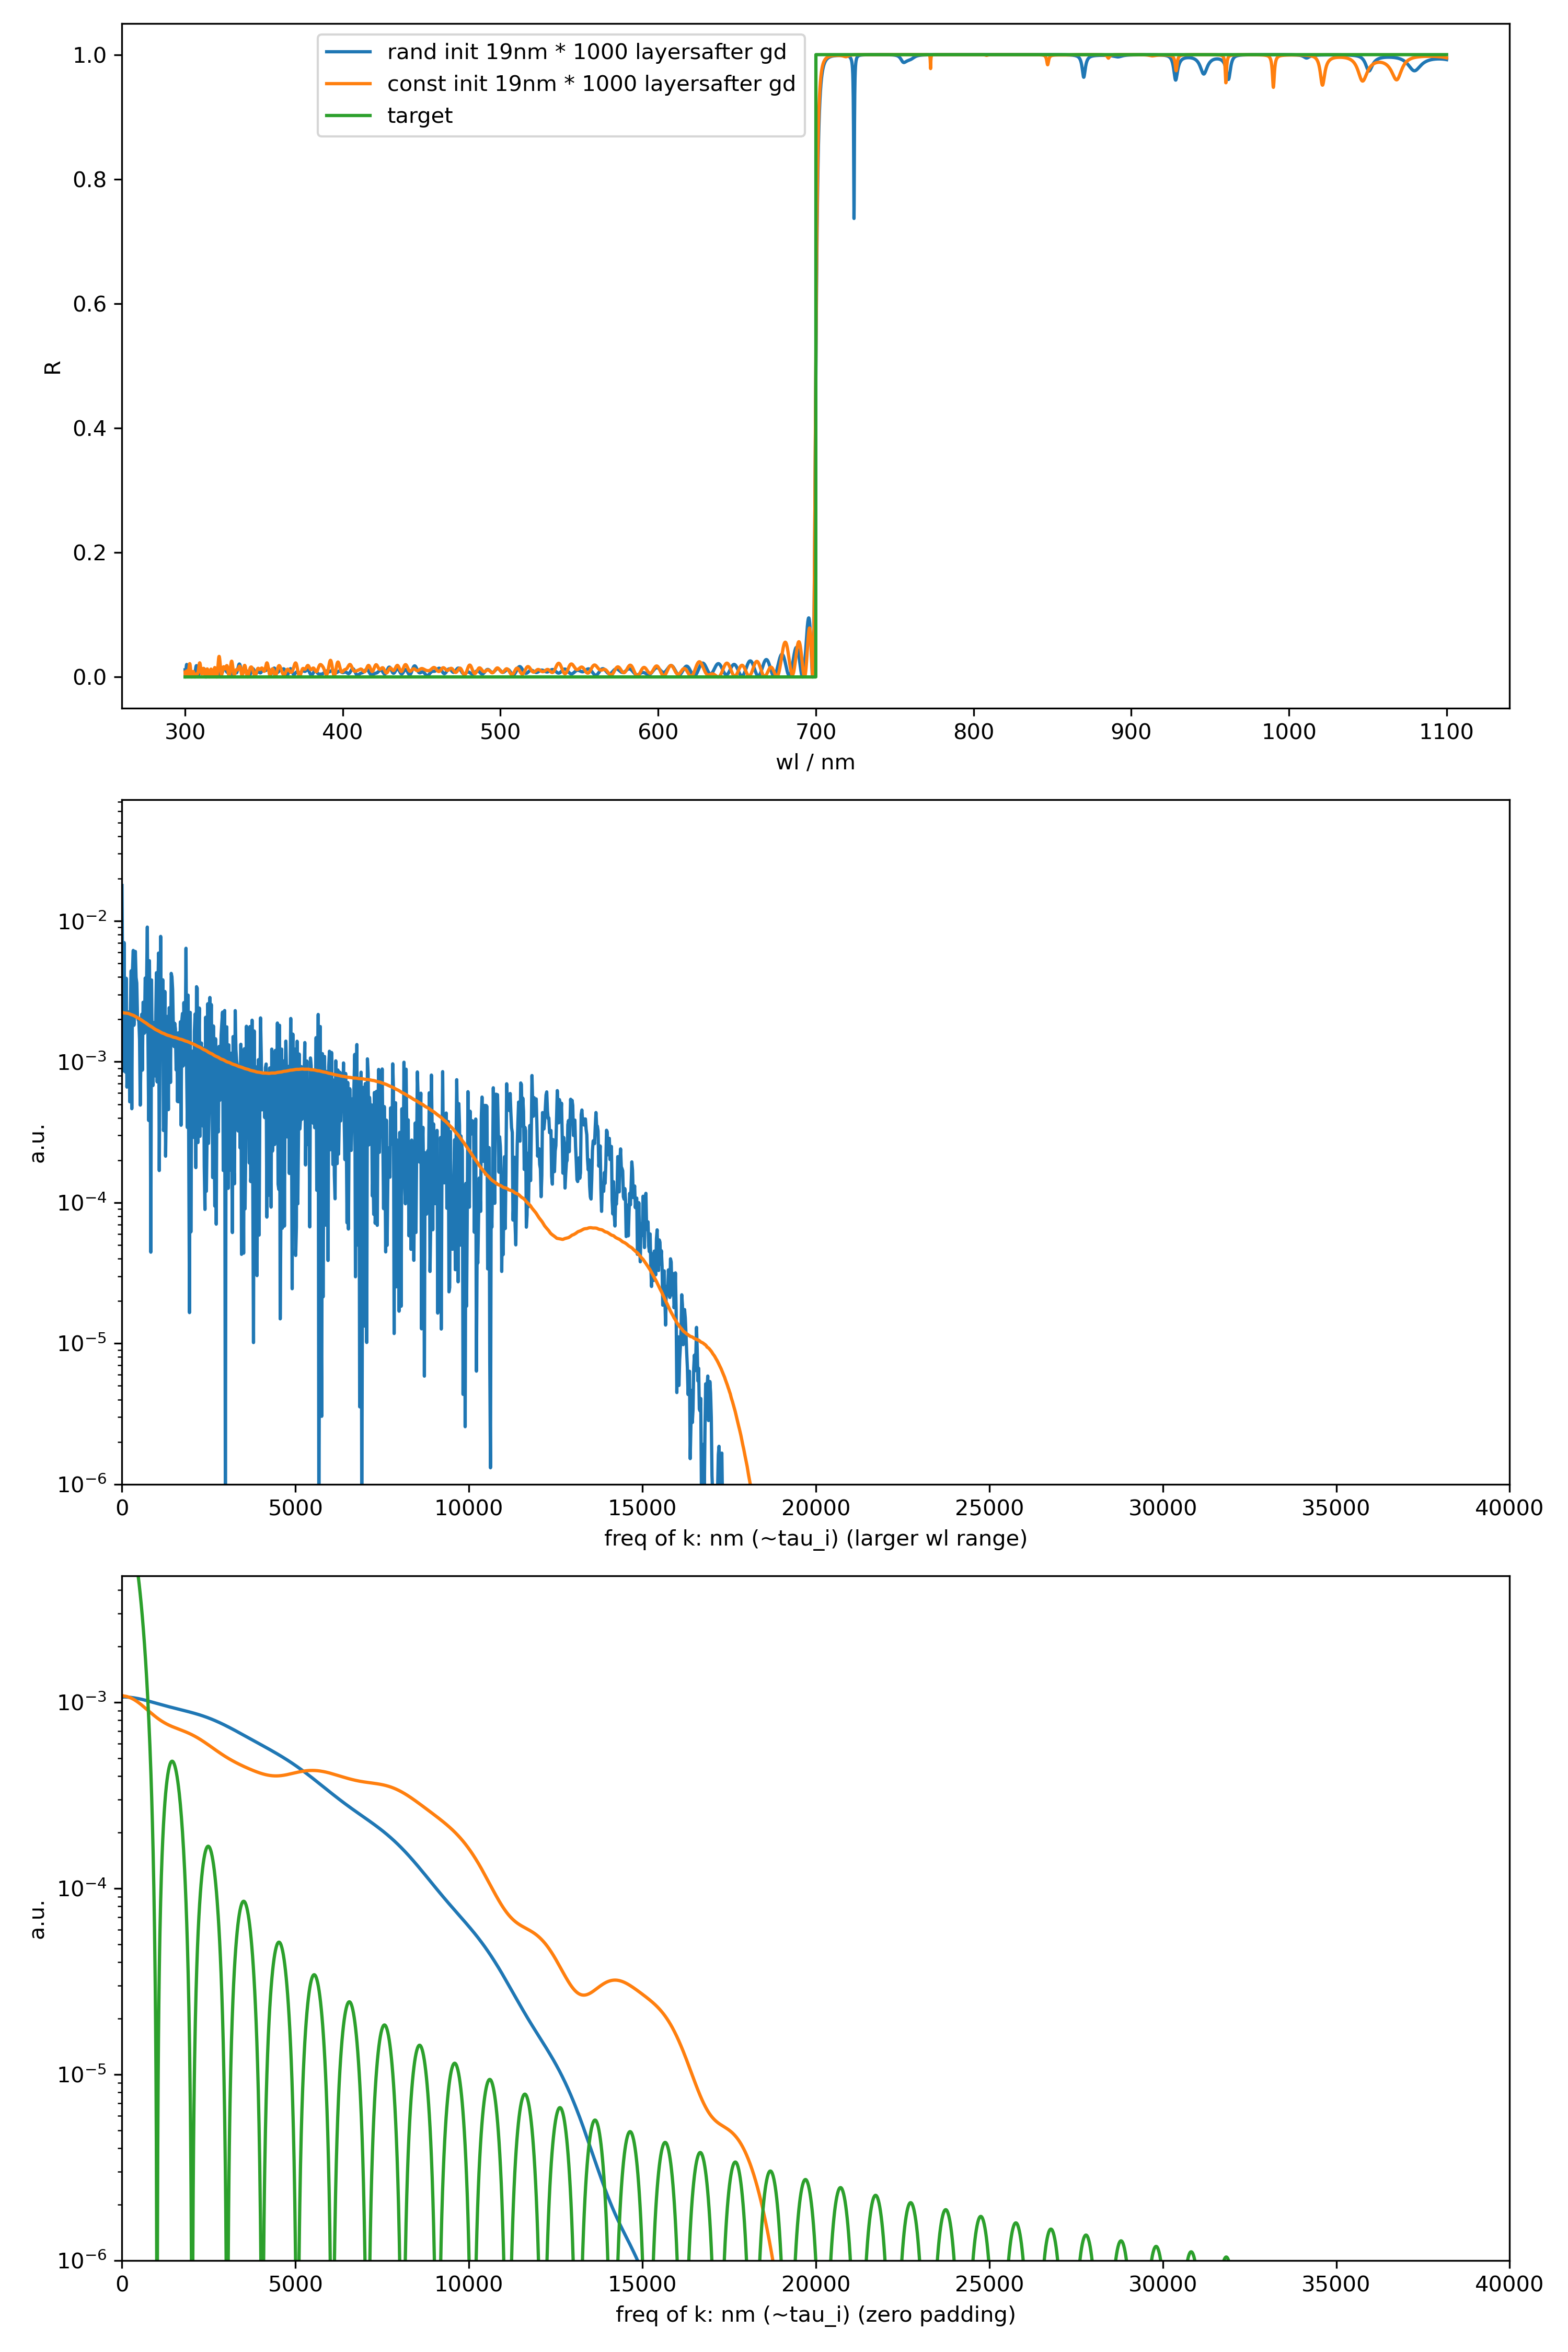 1.0
0.8
0.6
0.4
0.2
0.0
R
rand init 19nm * 1000 layersafter gd
const init 19nm * 1000 layersafter gd
target
300 400 500 600 700 800 900 1000 1100
wl / nm
10⁻²
10⁻³
10⁻⁴
10⁻⁵
10⁻⁶
a.u.
0 5000 10000 15000 20000 25000 30000 35000 40000
freq of k: nm (~tau_i) (larger wl range)
10⁻³
10⁻⁴
10⁻⁵
10⁻⁶
a.u.
0 5000 10000 15000 20000 25000 30000 35000 40000
freq of k: nm (~tau_i) (zero padding)